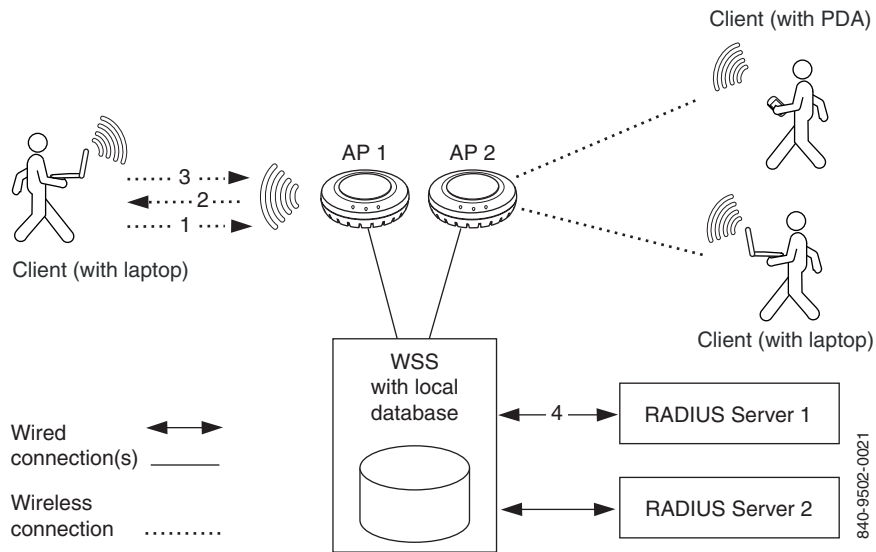 Client (with PDA)
AP 1
AP 2
3
2
1
Client (with laptop)
Client (with laptop)
WSS
with local
database
4
RADIUS Server 1
RADIUS Server 2
Wired
connection(s)
Wireless
connection
840-9502-0021